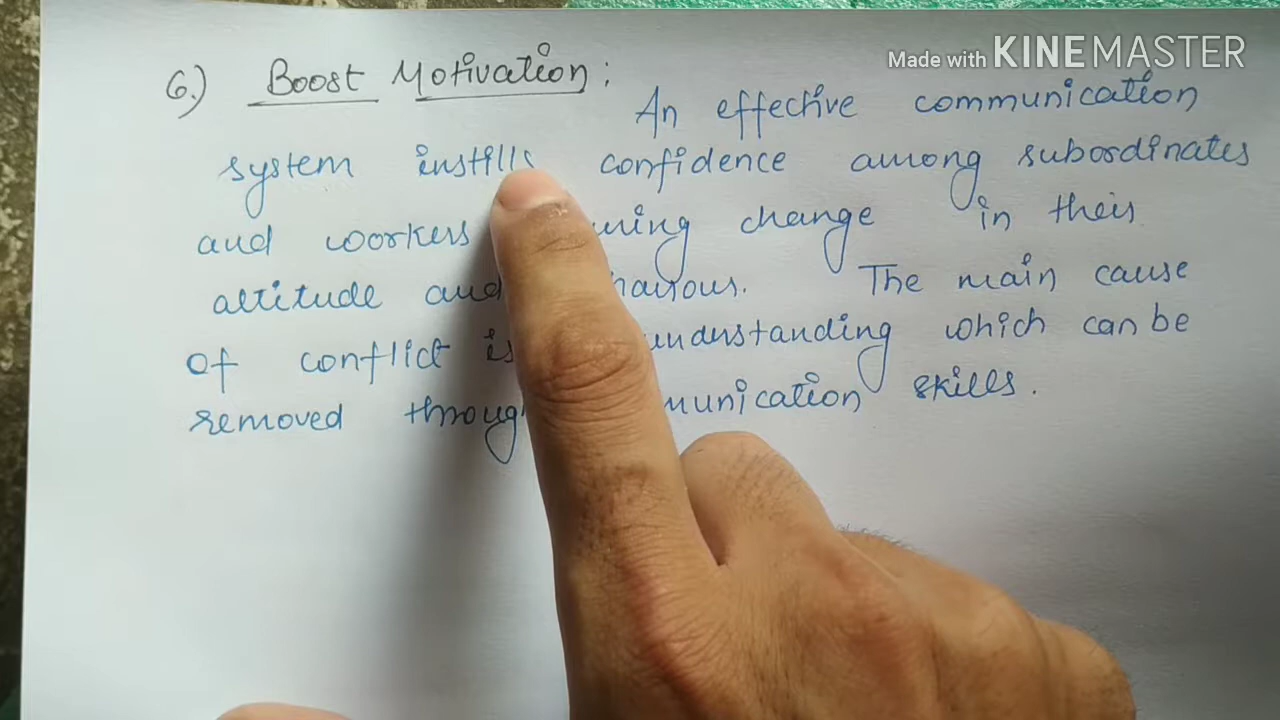 Made with KINEMASTER
6.) Boost Motivation:
An effective communication
system instills confidence among subordinates
and workers change in their
attitude and The main cause
of conflict is which can be
removed skills.